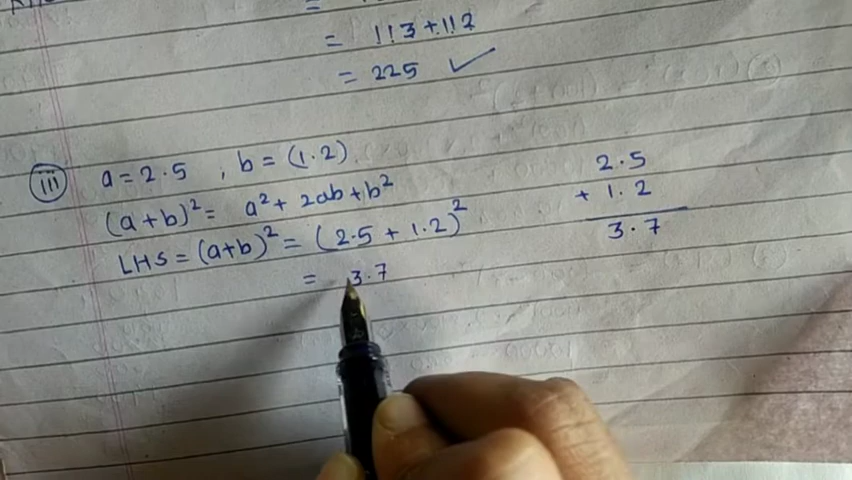 = 113 + 112
= 225 ✓
(iii) a = 2.5 , b = (1.2)
(a+b)² = a² + 2ab + b²
LHS = (a+b)² = (2.5 + 1.2)²
= 3.7
2.5
+ 1.2
3.7